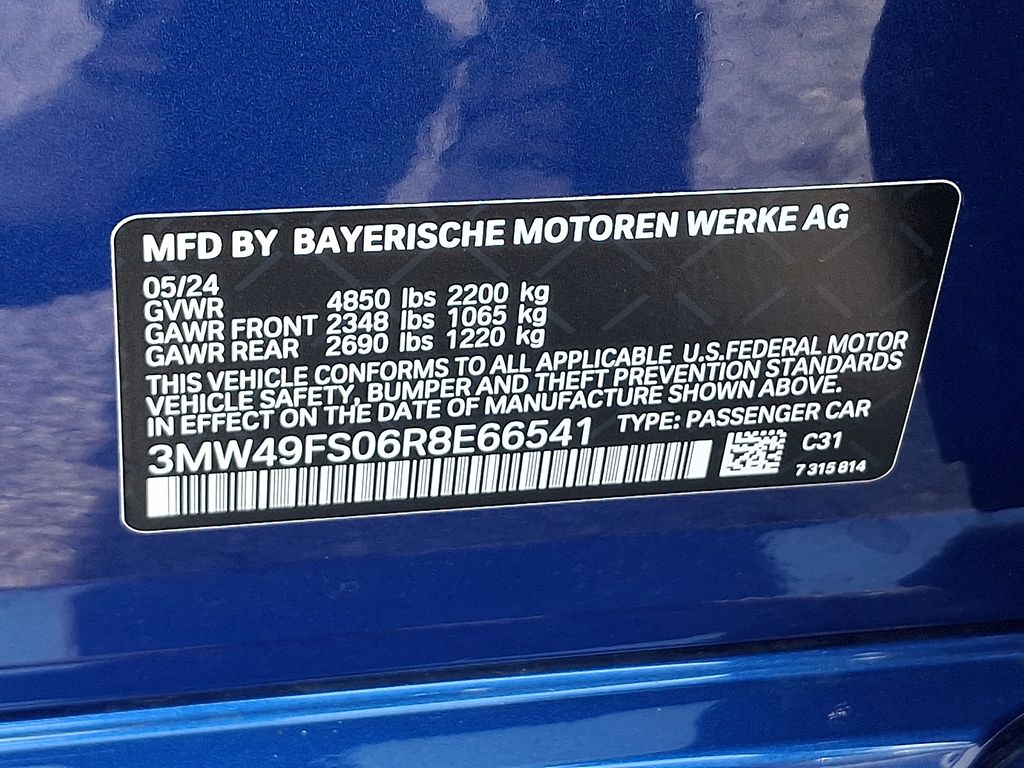 MFD BY BAYERISCHE MOTOREN WERKE AG
05/24
GVWR 4850 lbs 2200 kg
GAWR FRONT 2348 lbs 1065 kg
GAWR REAR 2690 lbs 1220 kg
THIS VEHICLE CONFORMS TO ALL APPLICABLE U.S.FEDERAL MOTOR
VEHICLE SAFETY, BUMPER AND THEFT PREVENTION STANDARDS
IN EFFECT ON THE DATE OF MANUFACTURE SHOWN ABOVE.
3MW49FS06R8E66541 TYPE: PASSENGER CAR
C31
7 315 814